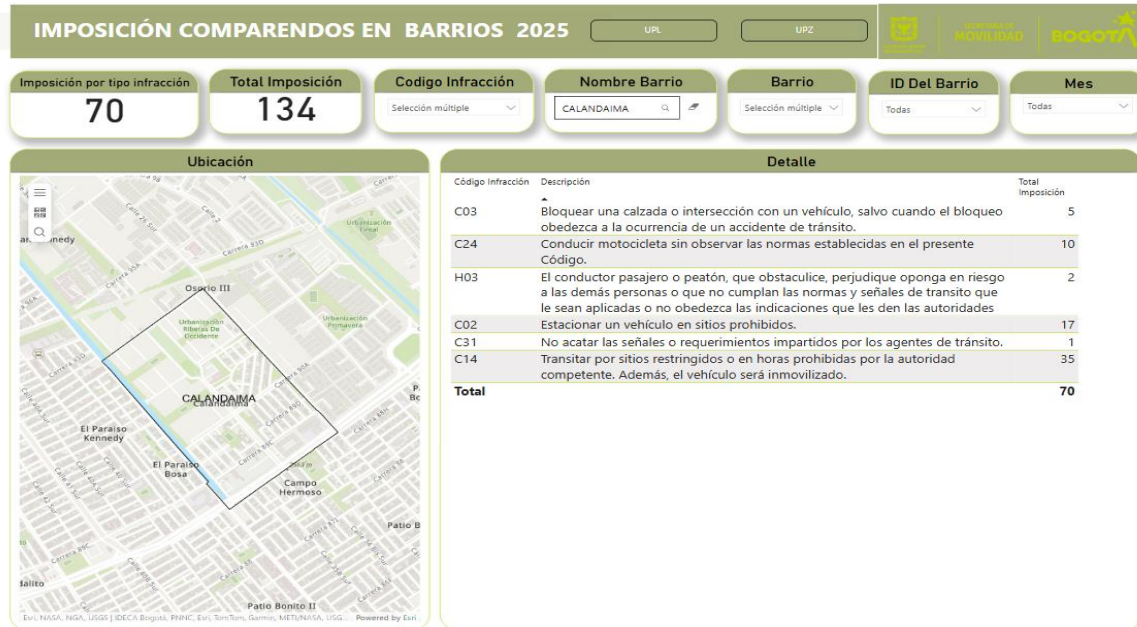 IMPOSICIÓN COMPARENDOS EN BARRIOS 2025
UPL
UPZ
SECRETARÍA DE
MOVILIDAD
BOGOTÁ
Imposición por tipo infracción
70
Total Imposición
134
Codigo Infracción
Selección múltiple
Nombre Barrio
CALANDAIMA
Barrio
Selección múltiple
ID Del Barrio
Todas
Mes
Todas
Ubicación
Urbanización
Osorio III
Carrera 93D
Urbanización
Riberas De
Occidente
Urbanización
Primavera
CALANDAIMA
Calandaima
El Paraiso
Kennedy
El Paraiso
Bosa
Campo
Hermoso
Patio B
Patio Bonito II
Powered by Esri
Detalle
Código Infracción Descripción Total
Imposición
C03 Bloquear una calzada o intersección con un vehículo, salvo cuando el bloqueo 5
obedezca a la ocurrencia de un accidente de tránsito.
C24 Conducir motocicleta sin observar las normas establecidas en el presente 10
Código.
H03 El conductor pasajero o peatón, que obstaculice, perjudique oponga en riesgo 2
a las demás personas o que no cumplan las normas y señales de transito que
le sean aplicadas o no obedezca las indicaciones que les den las autoridades
C02 Estacionar un vehículo en sitios prohibidos. 17
C31 No acatar las señales o requerimientos impartidos por los agentes de tránsito. 1
C14 Transitar por sitios restringidos o en horas prohibidas por la autoridad 35
competente. Además, el vehículo será inmovilizado.
Total 70